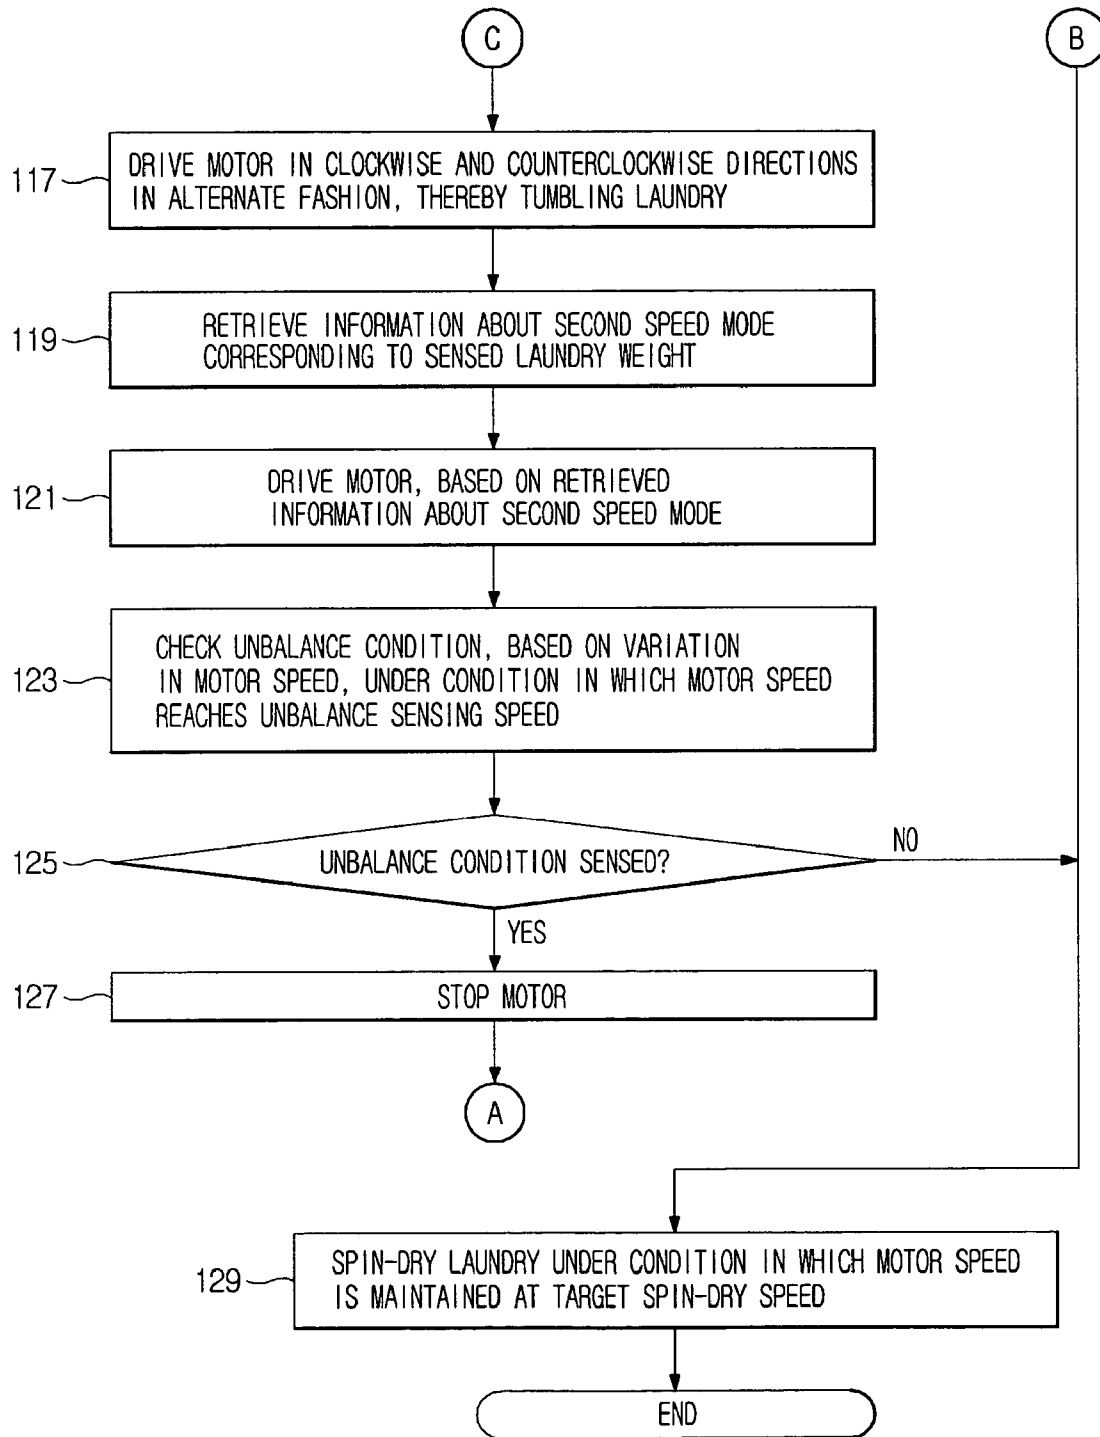 C
B
117
DRIVE MOTOR IN CLOCKWISE AND COUNTERCLOCKWISE DIRECTIONS
IN ALTERNATE FASHION, THEREBY TUMBLING LAUNDRY
119
RETRIEVE INFORMATION ABOUT SECOND SPEED MODE
CORRESPONDING TO SENSED LAUNDRY WEIGHT
121
DRIVE MOTOR, BASED ON RETRIEVED
INFORMATION ABOUT SECOND SPEED MODE
123
CHECK UNBALANCE CONDITION, BASED ON VARIATION
IN MOTOR SPEED, UNDER CONDITION IN WHICH MOTOR SPEED
REACHES UNBALANCE SENSING SPEED
125
UNBALANCE CONDITION SENSED?
NO
YES
127
STOP MOTOR
A
129
SPIN-DRY LAUNDRY UNDER CONDITION IN WHICH MOTOR SPEED
IS MAINTAINED AT TARGET SPIN-DRY SPEED
END